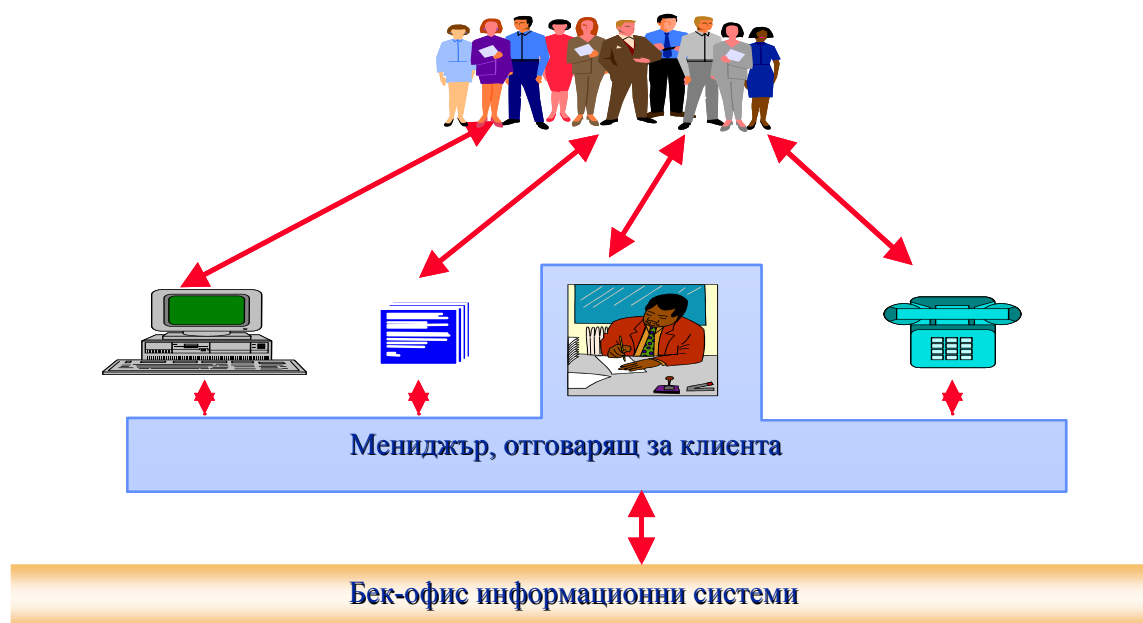 Мениджър, отговарящ за клиента
Бек-офис информационни системи